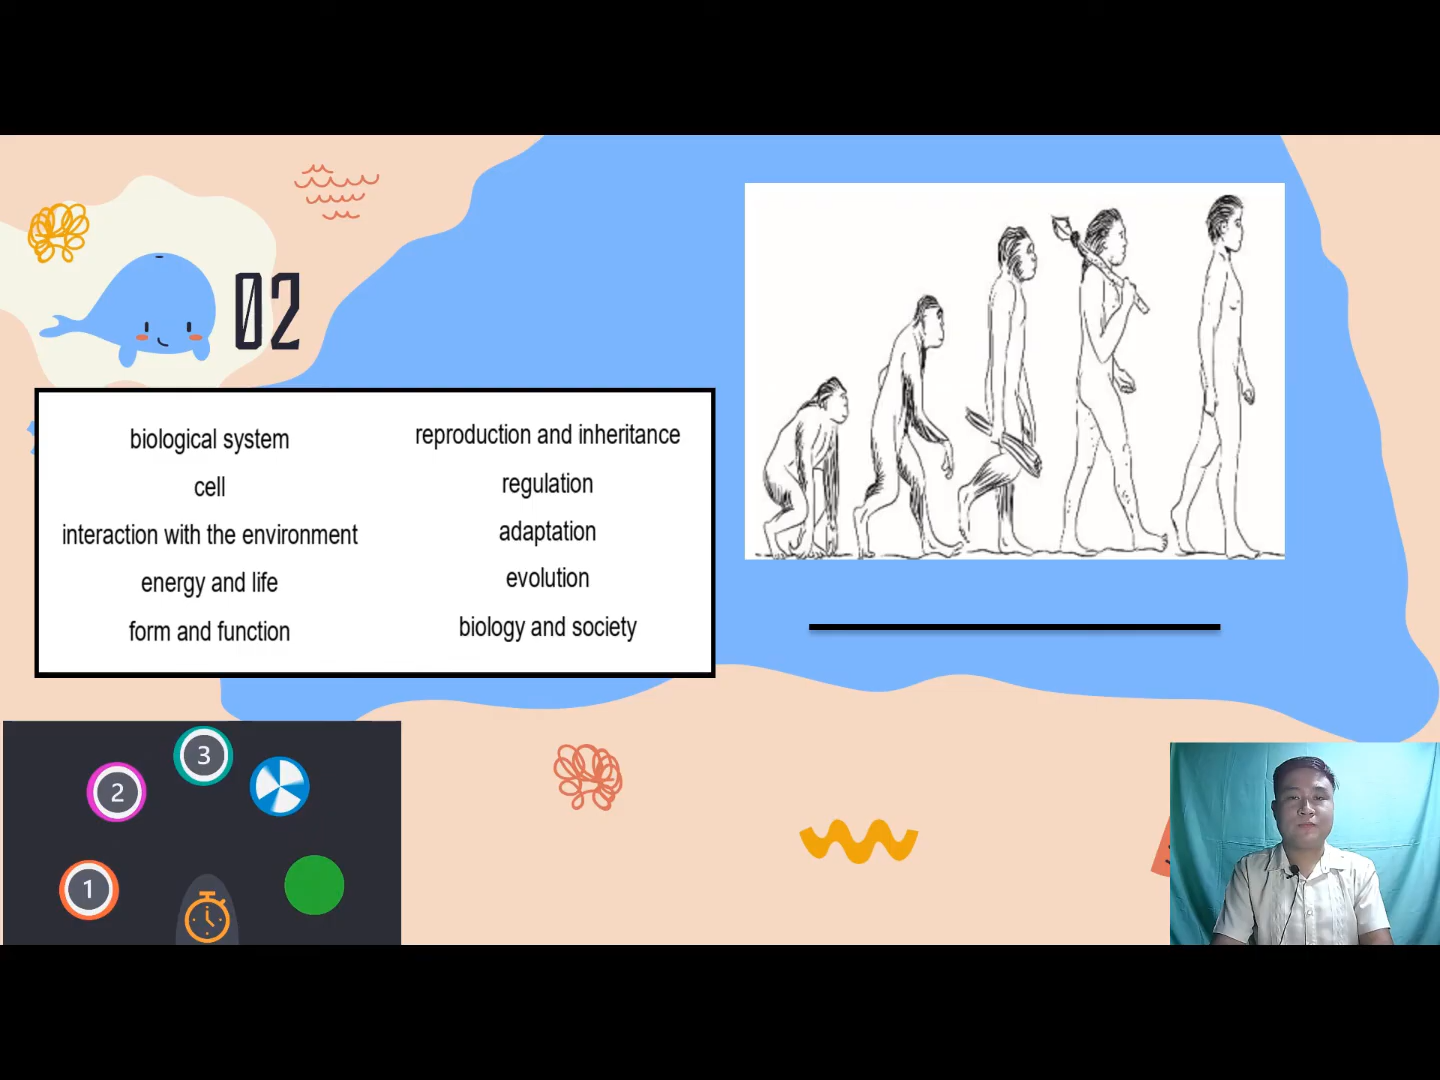 02
biological system
cell
interaction with the environment
energy and life
form and function
reproduction and inheritance
regulation
adaptation
evolution
biology and society
1
2
3